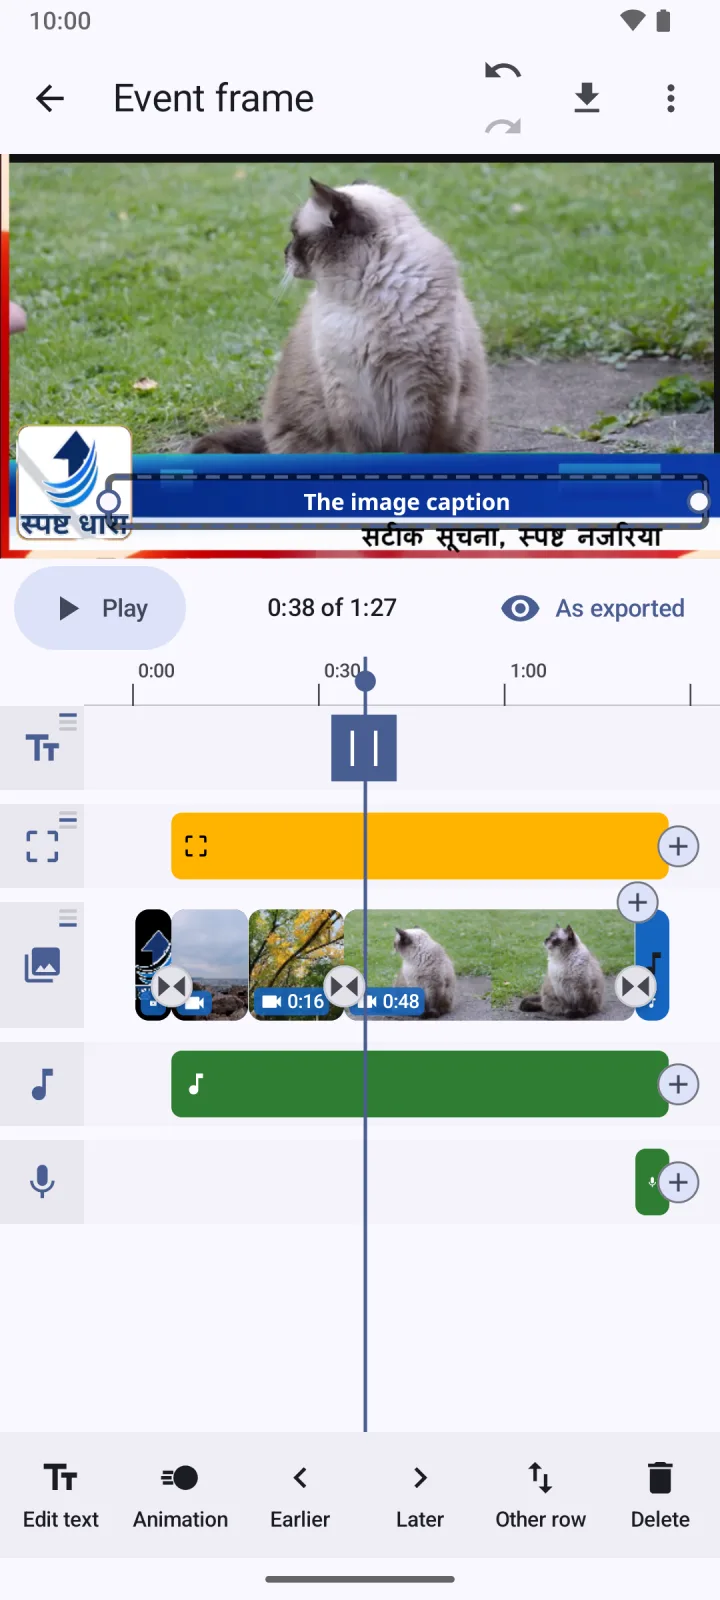 10:00
Event frame
The image caption
स्पष्ट धारा
सटीक सूचना, स्पष्ट नजरिया
Play
0:38 of 1:27
As exported
0:00
0:30
1:00
0:16
0:48
Edit text
Animation
Earlier
Later
Other row
Delete